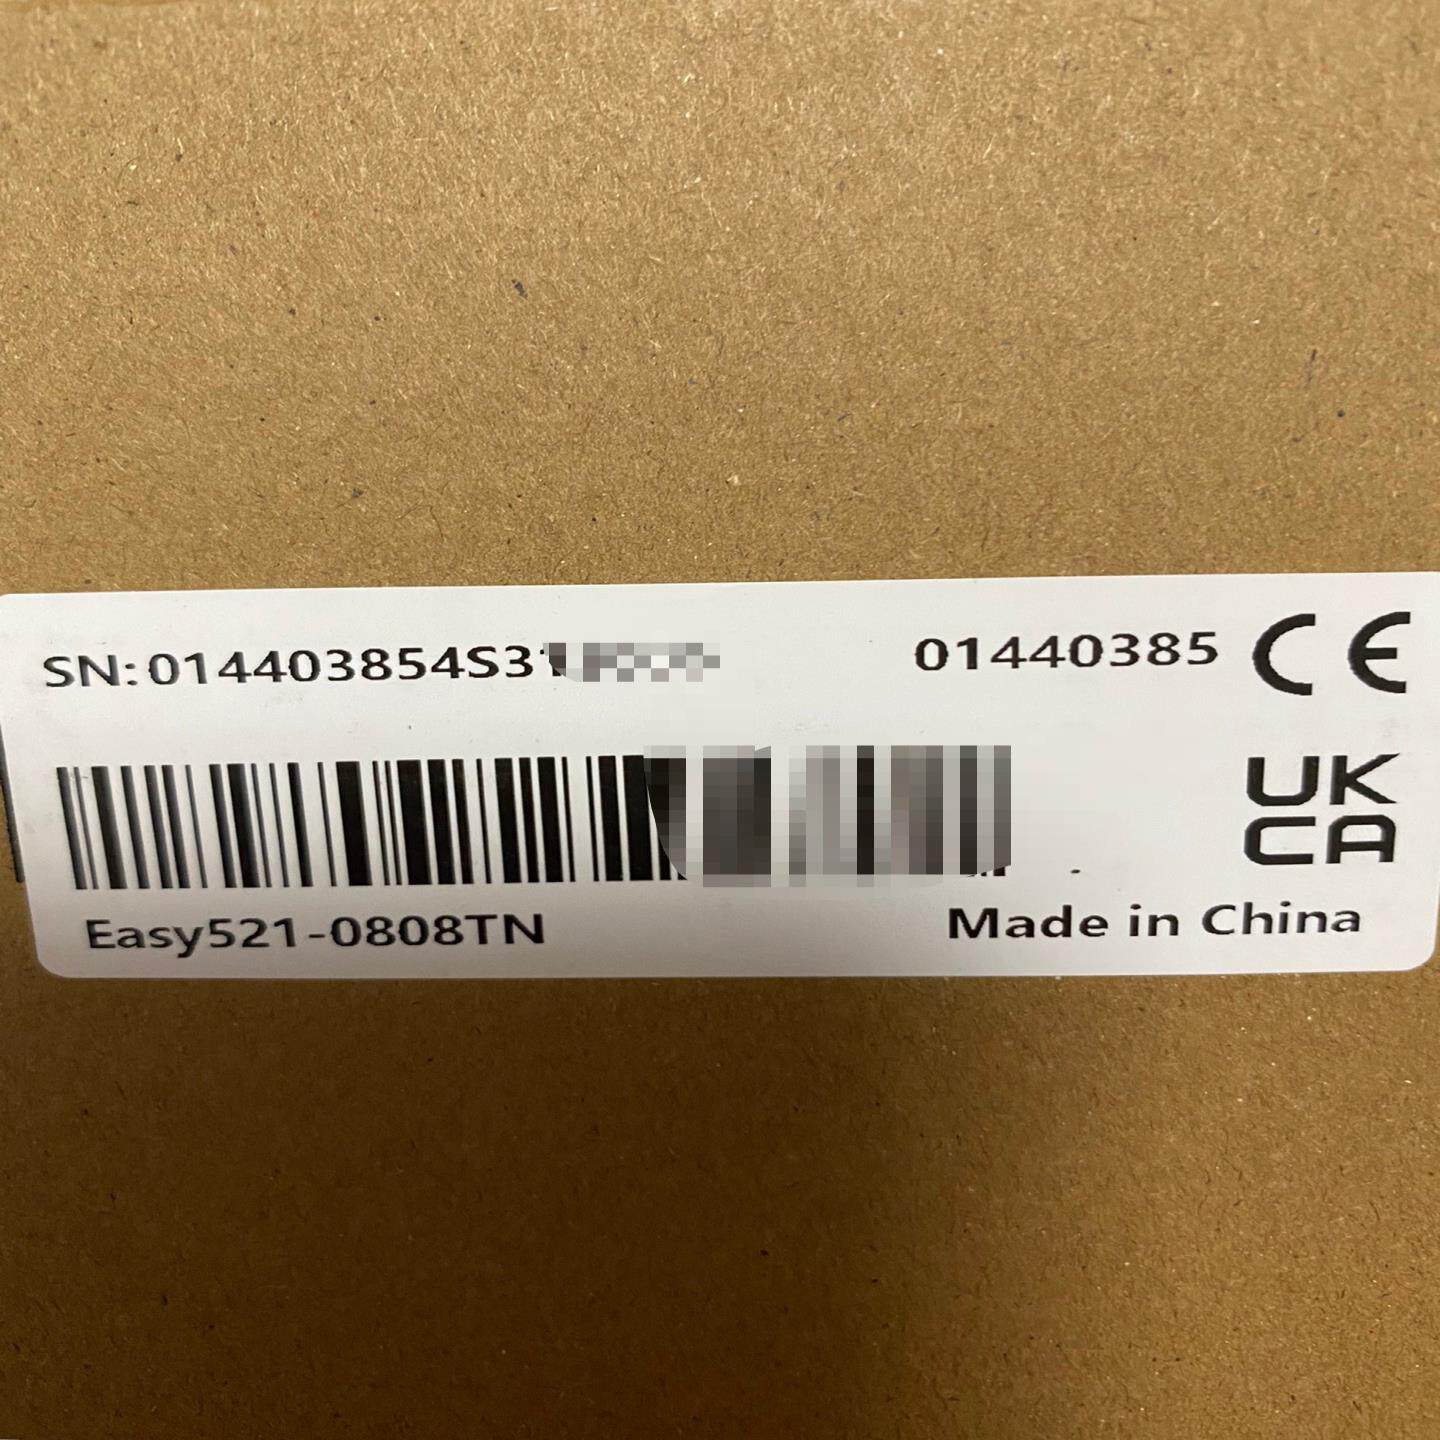 SN:014403854S31
01440385 CE
UK
CA
Easy521-0808TN
Made in China